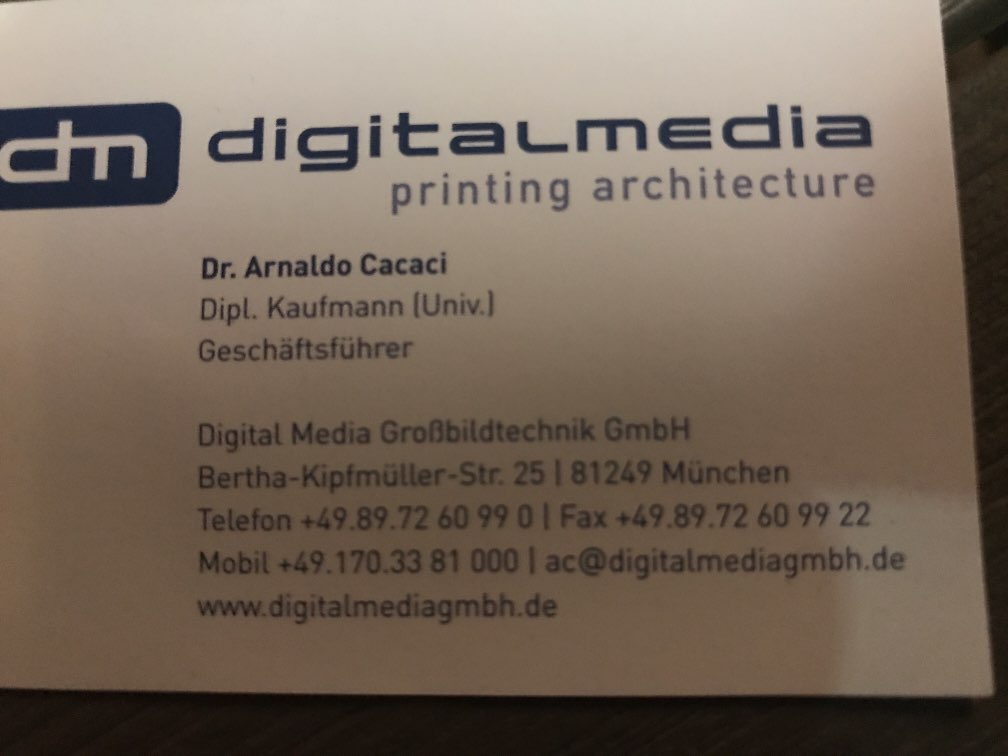 dm digitalmedia
printing architecture
Dr. Arnaldo Cacaci
Dipl. Kaufmann (Univ.)
Geschäftsführer
Digital Media Großbildtechnik GmbH
Bertha-Kipfmüller-Str. 25 | 81249 München
Telefon +49.89.72 60 99 0 | Fax +49.89.72 60 99 22
Mobil +49.170.33 81 000 | ac@digitalmediagmbh.de
www.digitalmediagmbh.de